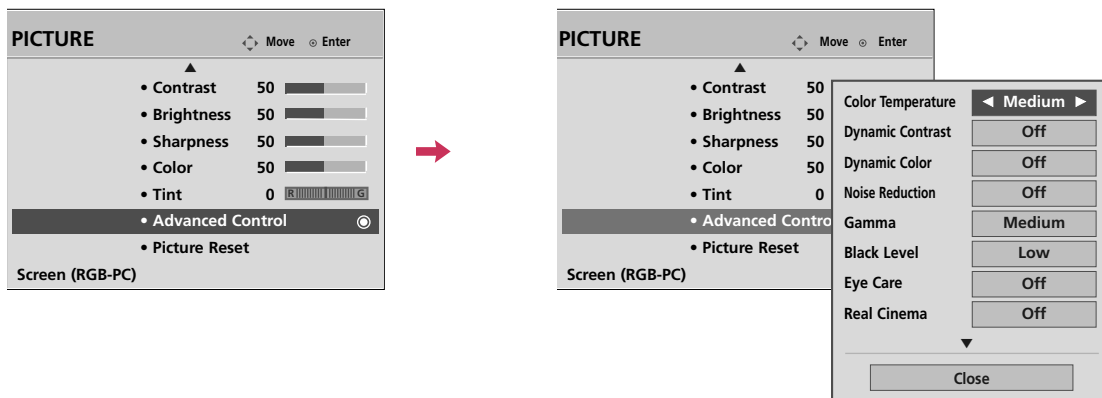 PICTURE Move Enter
• Contrast 50
• Brightness 50
• Sharpness 50
• Color 50
• Tint 0 R G
• Advanced Control
• Picture Reset
Screen (RGB-PC)
PICTURE Move Enter
• Contrast 50
• Brightness 50
• Sharpness 50
• Color 50
• Tint 0
• Advanced Contro
• Picture Reset
Screen (RGB-PC)
Color Temperature ◄ Medium ►
Dynamic Contrast Off
Dynamic Color Off
Noise Reduction Off
Gamma Medium
Black Level Low
Eye Care Off
Real Cinema Off
Close